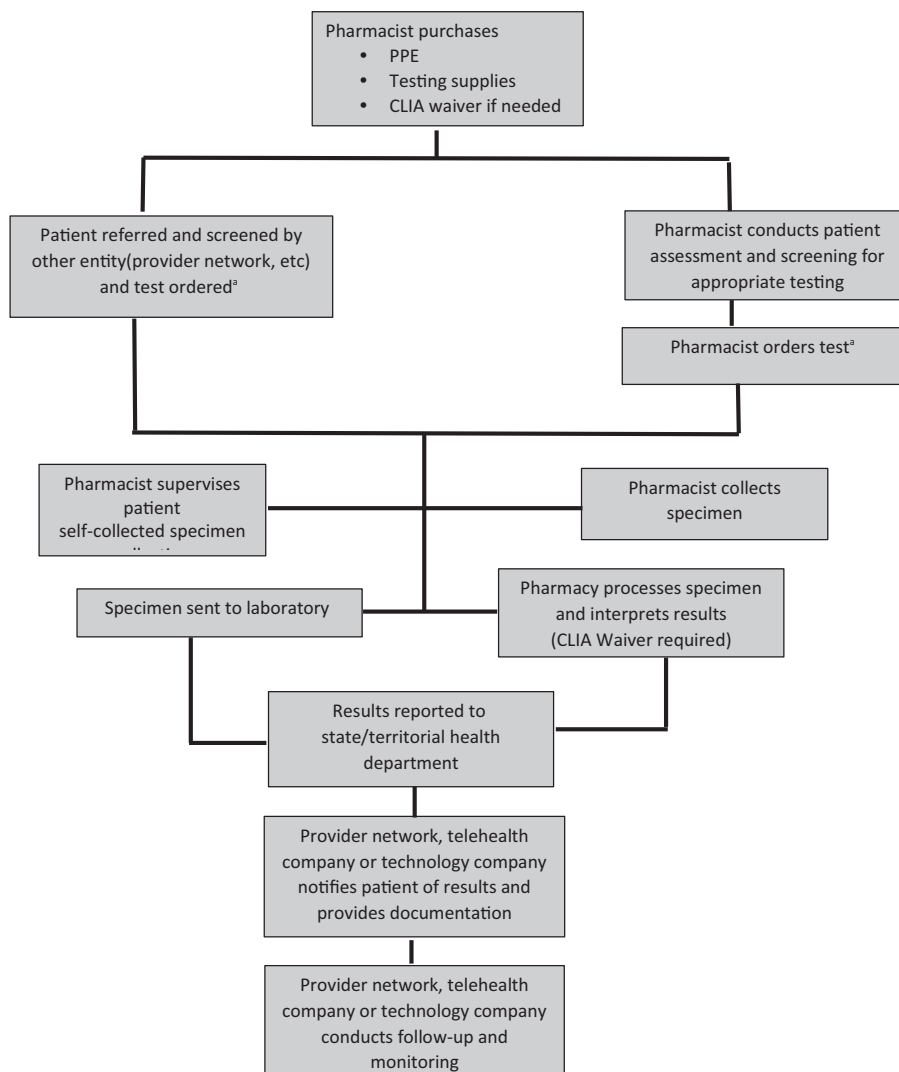 Pharmacist purchases
• PPE
• Testing supplies
• CLIA waiver if needed
Patient referred and screened by
other entity(provider network, etc)
and test orderedᵃ
Pharmacist conducts patient
assessment and screening for
appropriate testing
Pharmacist orders testᵃ
Pharmacist supervises
patient
self-collected specimen
Pharmacist collects
specimen
Specimen sent to laboratory
Pharmacy processes specimen
and interprets results
(CLIA Waiver required)
Results reported to
state/territorial health
department
Provider network, telehealth
company or technology company
notifies patient of results and
provides documentation
Provider network, telehealth
company or technology company
conducts follow-up and
monitoring